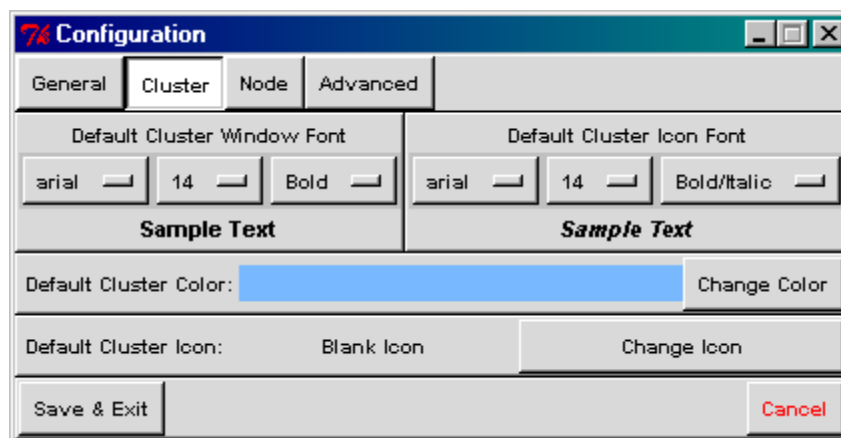 Configuration
General Cluster Node Advanced
Default Cluster Window Font Default Cluster Icon Font
arial 14 Bold arial 14 Bold/Italic
Sample Text Sample Text
Default Cluster Color: Change Color
Default Cluster Icon: Blank Icon Change Icon
Save & Exit Cancel